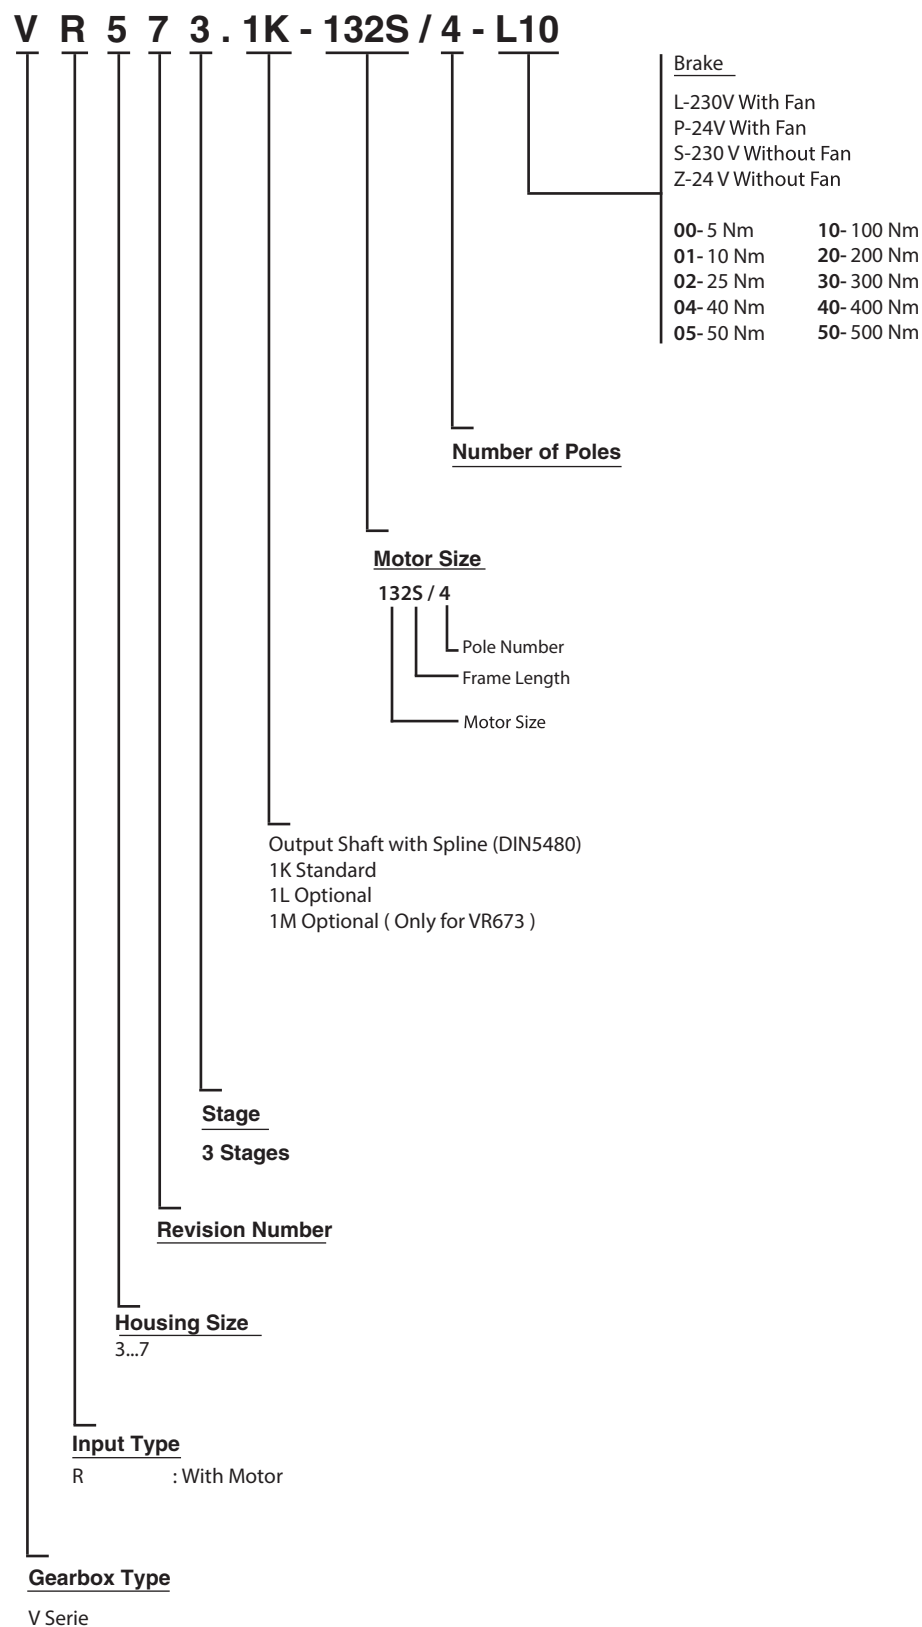 V R 5 7 3 . 1K - 132S / 4 - L10
Brake
L-230V With Fan
P-24V With Fan
S-230 V Without Fan
Z-24 V Without Fan
00- 5 Nm 10- 100 Nm
01- 10 Nm 20- 200 Nm
02- 25 Nm 30- 300 Nm
04- 40 Nm 40- 400 Nm
05- 50 Nm 50- 500 Nm
Number of Poles
Motor Size
132S / 4
Pole Number
Frame Length
Motor Size
Output Shaft with Spline (DIN5480)
1K Standard
1L Optional
1M Optional ( Only for VR673 )
Stage
3 Stages
Revision Number
Housing Size
3...7
Input Type
R : With Motor
Gearbox Type
V Serie